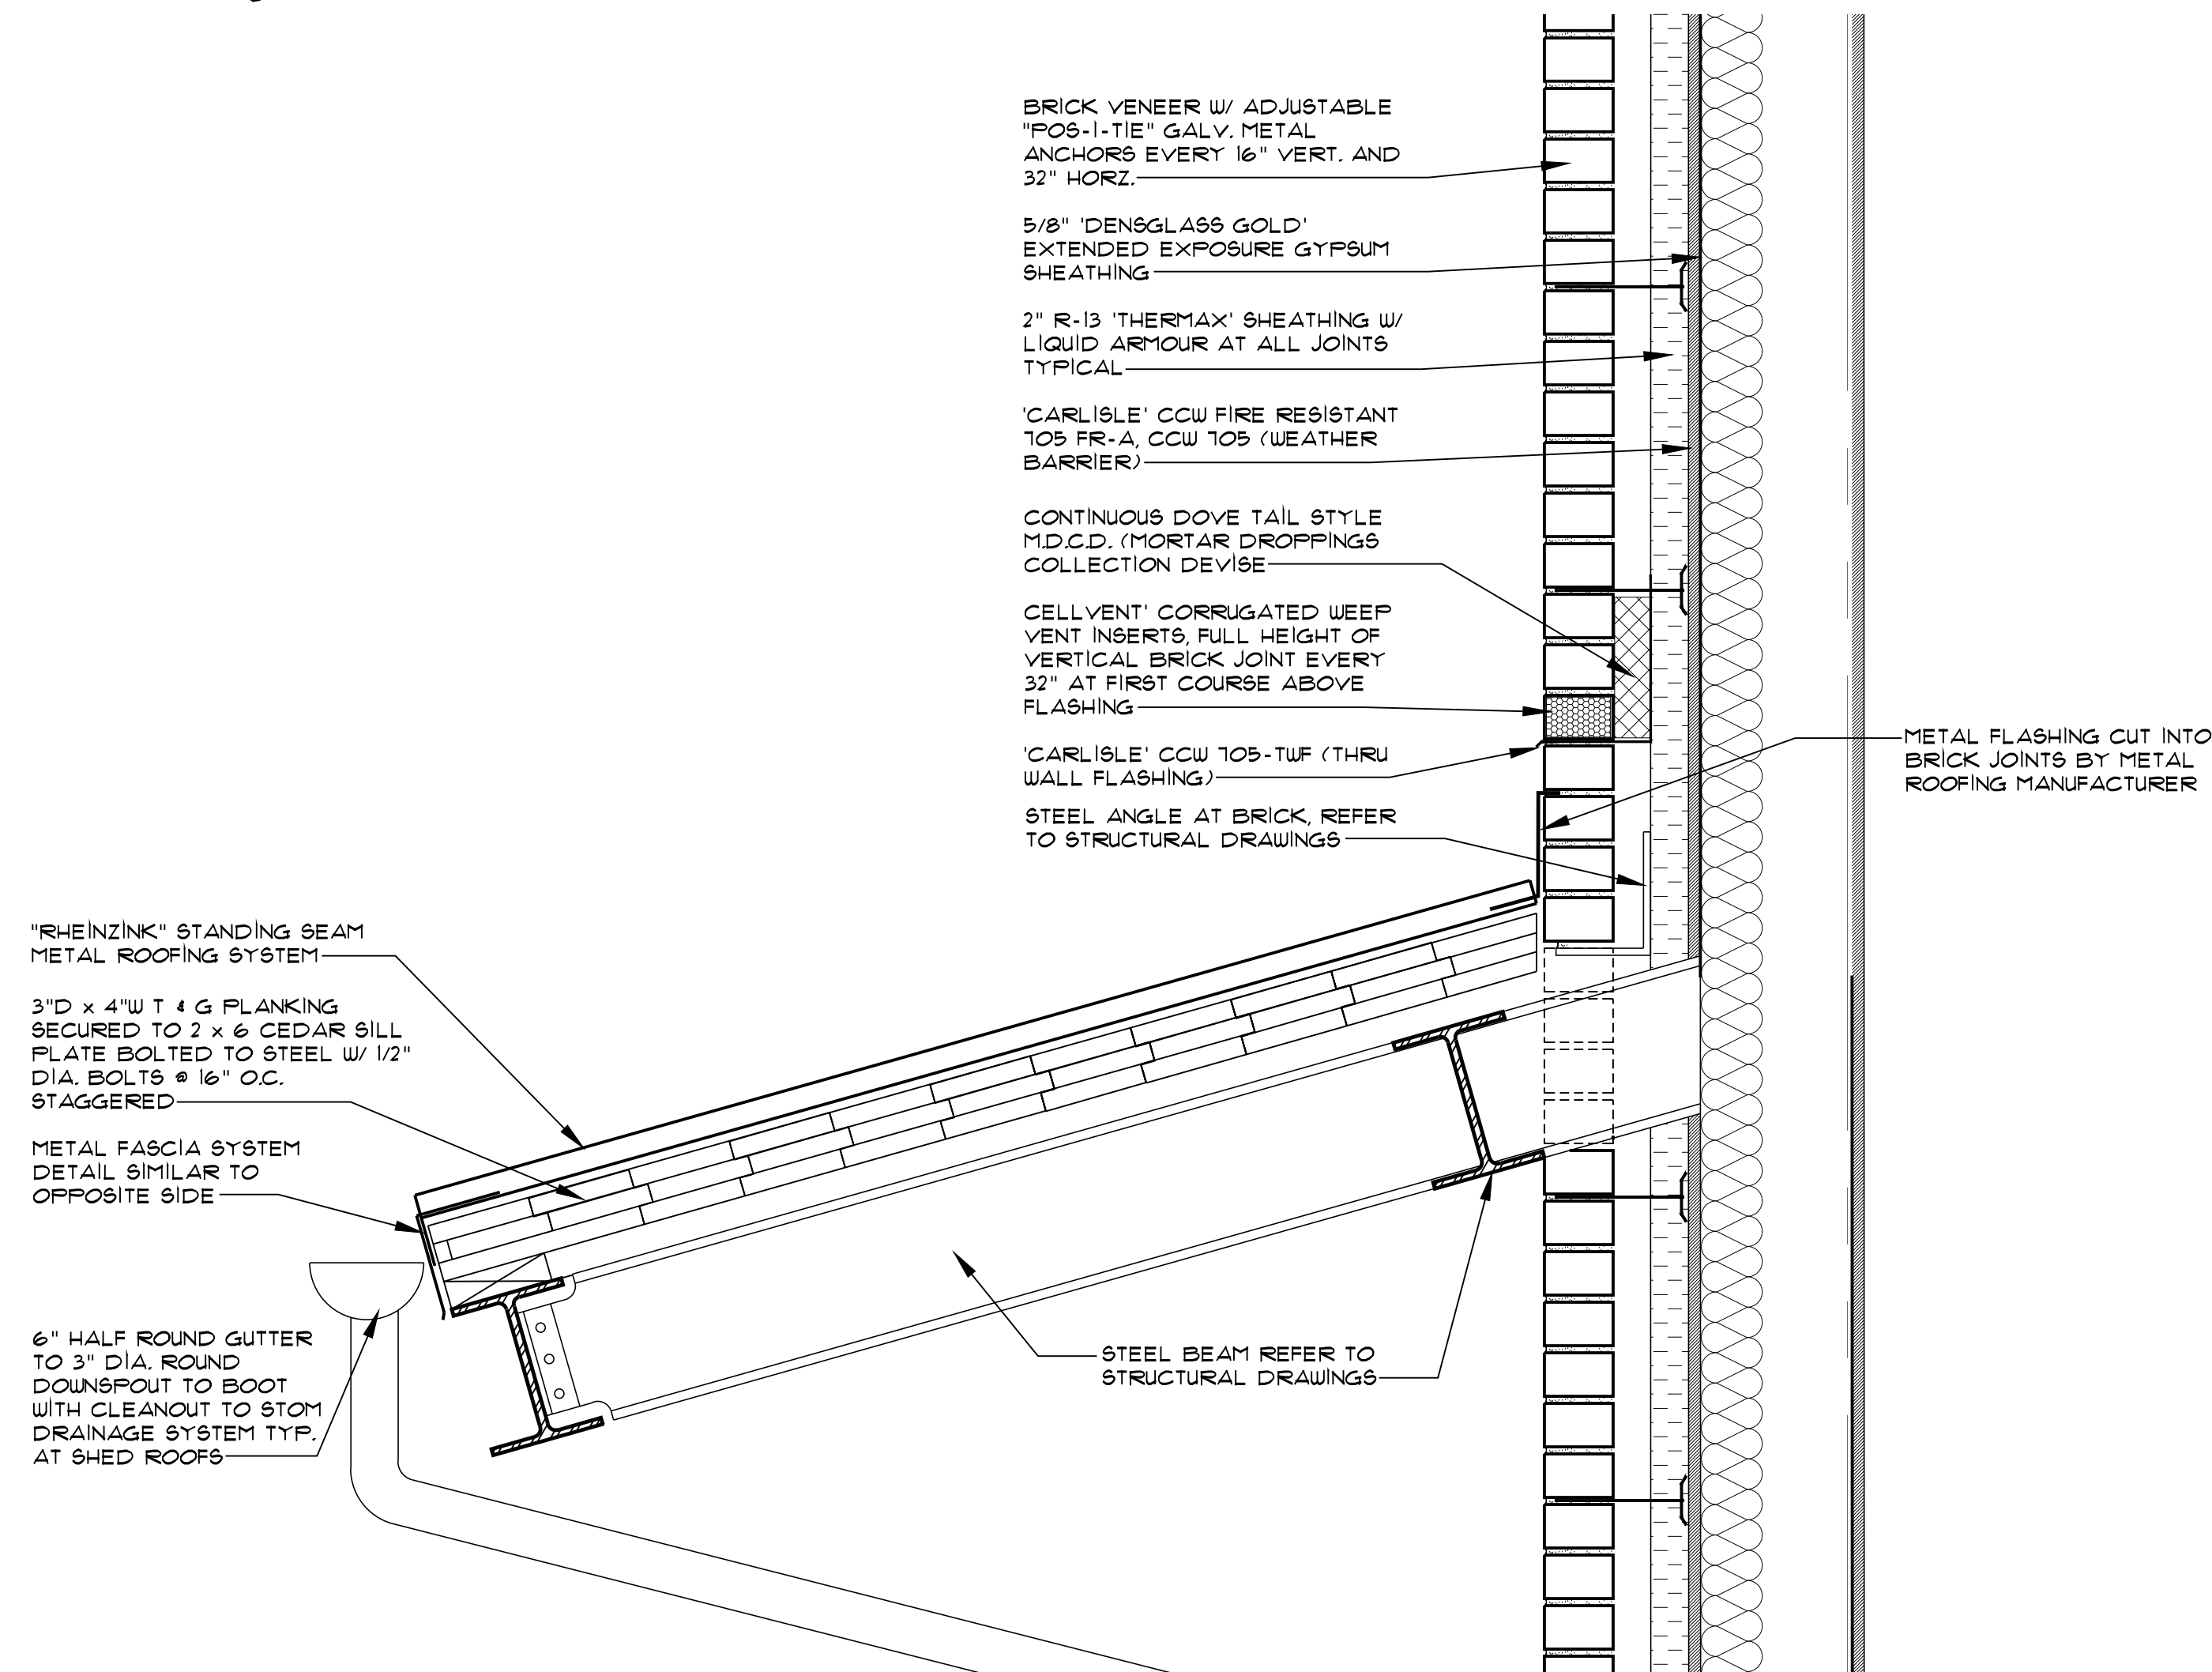 BRICK VENEER W/ ADJUSTABLE
"POS-I-TIE" GALV. METAL
ANCHORS EVERY 16" VERT. AND
32" HORZ.
5/8" 'DENSGLASS GOLD'
EXTENDED EXPOSURE GYPSUM
SHEATHING
2" R-13 'THERMAX' SHEATHING W/
LIQUID ARMOUR AT ALL JOINTS
TYPICAL
'CARLISLE' CCW FIRE RESISTANT
705 FR-A, CCW 705 (WEATHER
BARRIER)
CONTINUOUS DOVE TAIL STYLE
M.D.C.D. (MORTAR DROPPINGS
COLLECTION DEVISE
CELLVENT' CORRUGATED WEEP
VENT INSERTS, FULL HEIGHT OF
VERTICAL BRICK JOINT EVERY
32" AT FIRST COURSE ABOVE
FLASHING
'CARLISLE' CCW 705-TWF (THRU
WALL FLASHING)
STEEL ANGLE AT BRICK, REFER
TO STRUCTURAL DRAWINGS
METAL FLASHING CUT INTO
BRICK JOINTS BY METAL
ROOFING MANUFACTURER
"RHEINZINK" STANDING SEAM
METAL ROOFING SYSTEM
3"D x 4"W T & G PLANKING
SECURED TO 2 x 6 CEDAR SILL
PLATE BOLTED TO STEEL W/ 1/2"
DIA. BOLTS @ 16" O.C.
STAGGERED
METAL FASCIA SYSTEM
DETAIL SIMILAR TO
OPPOSITE SIDE
6" HALF ROUND GUTTER
TO 3" DIA. ROUND
DOWNSPOUT TO BOOT
WITH CLEANOUT TO STOM
DRAINAGE SYSTEM TYP.
AT SHED ROOFS
STEEL BEAM REFER TO
STRUCTURAL DRAWINGS